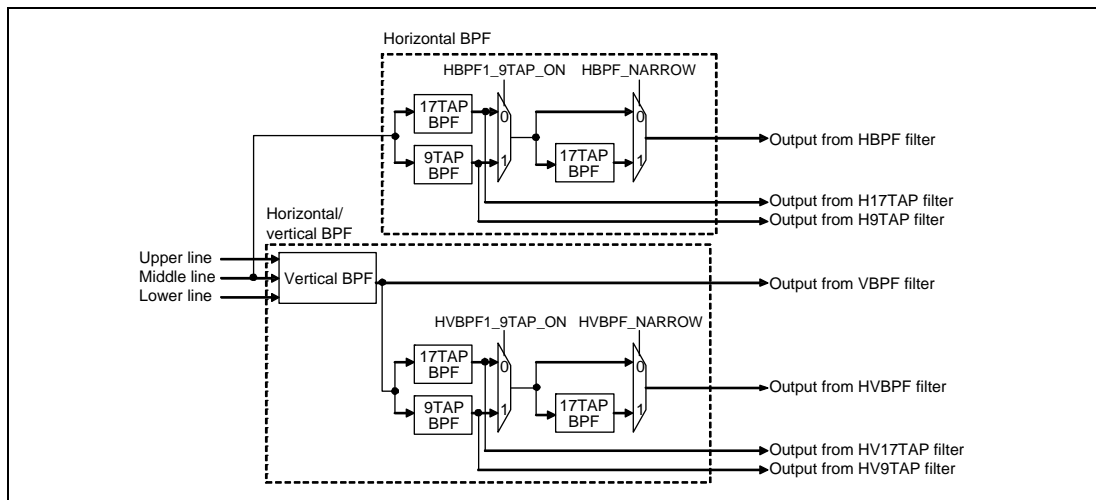 Horizontal BPF
HBPF1_9TAP_ON
HBPF_NARROW
17TAP
BPF
0
0
Output from HBPF filter
9TAP
BPF
1
17TAP
BPF
1
Output from H17TAP filter
Output from H9TAP filter
Horizontal/
vertical BPF
Upper line
Middle line
Lower line
Vertical BPF
Output from VBPF filter
HVBPF1_9TAP_ON
HVBPF_NARROW
17TAP
BPF
0
0
Output from HVBPF filter
9TAP
BPF
1
17TAP
BPF
1
Output from HV17TAP filter
Output from HV9TAP filter